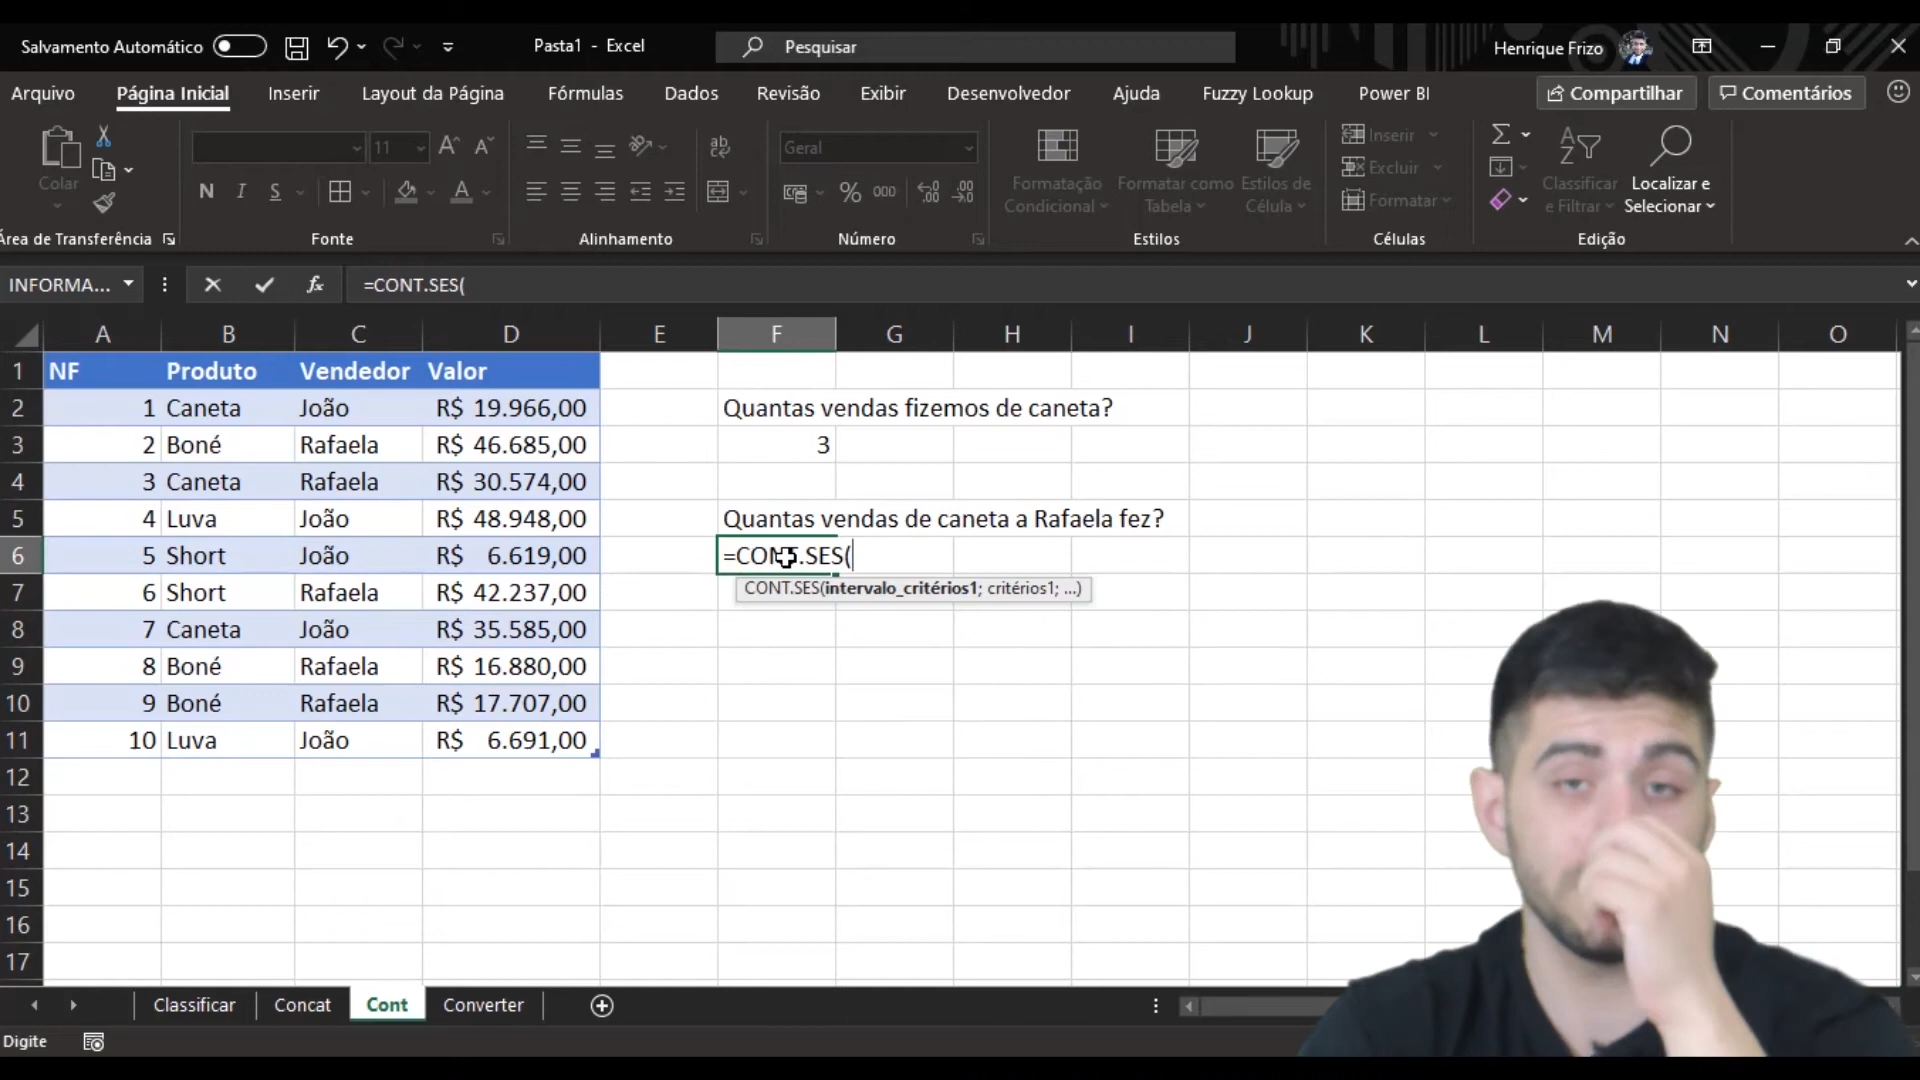 Salvamento Automático
Pasta1 - Excel
Pesquisar
Henrique Frizo
Arquivo Página Inicial Inserir Layout da Página Fórmulas Dados Revisão Exibir Desenvolvedor Ajuda Fuzzy Lookup Power BI Compartilhar Comentários
Colar
11
N I S
Geral
% 000
Formatação Condicional
Formatar como Tabela
Estilos de Célula
Inserir
Excluir
Formatar
Classificar e Filtrar
Localizar e Selecionar
Área de Transferência Fonte Alinhamento Número Estilos Células Edição
INFORMA... fx =CONT.SES(
A B C D E F G H I J K L M N O
1 NF Produto Vendedor Valor
2 1 Caneta João R$ 19.966,00 Quantas vendas fizemos de caneta?
3 2 Boné Rafaela R$ 46.685,00 3
4 3 Caneta Rafaela R$ 30.574,00
5 4 Luva João R$ 48.948,00 Quantas vendas de caneta a Rafaela fez?
6 5 Short João R$ 6.619,00 =CONT.SES(
CONT.SES(intervalo_critérios1; critérios1; ...)
7 6 Short Rafaela R$ 42.237,00
8 7 Caneta João R$ 35.585,00
9 8 Boné Rafaela R$ 16.880,00
10 9 Boné Rafaela R$ 17.707,00
11 10 Luva João R$ 6.691,00
12
13
14
15
16
17
Classificar Concat Cont Converter
Digite